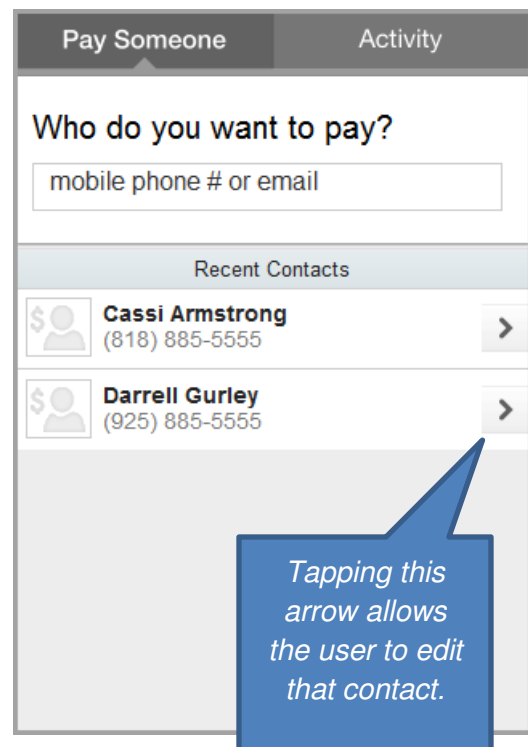 Pay Someone Activity
Who do you want to pay?
mobile phone # or email
Recent Contacts
$ Cassi Armstrong
(818) 885-5555
$ Darrell Gurley
(925) 885-5555
Tapping this
arrow allows
the user to edit
that contact.